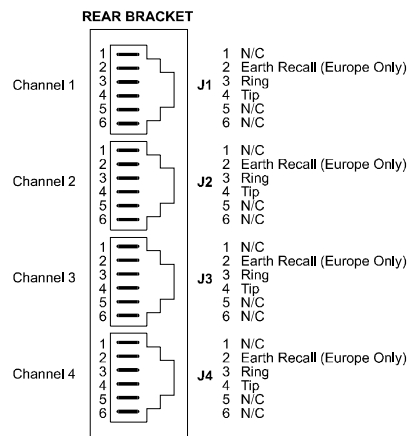 REAR BRACKET
Channel 1
1
2
3
4
5
6
J1
1 N/C
2 Earth Recall (Europe Only)
3 Ring
4 Tip
5 N/C
6 N/C
Channel 2
1
2
3
4
5
6
J2
1 N/C
2 Earth Recall (Europe Only)
3 Ring
4 Tip
5 N/C
6 N/C
Channel 3
1
2
3
4
5
6
J3
1 N/C
2 Earth Recall (Europe Only)
3 Ring
4 Tip
5 N/C
6 N/C
Channel 4
1
2
3
4
5
6
J4
1 N/C
2 Earth Recall (Europe Only)
3 Ring
4 Tip
5 N/C
6 N/C